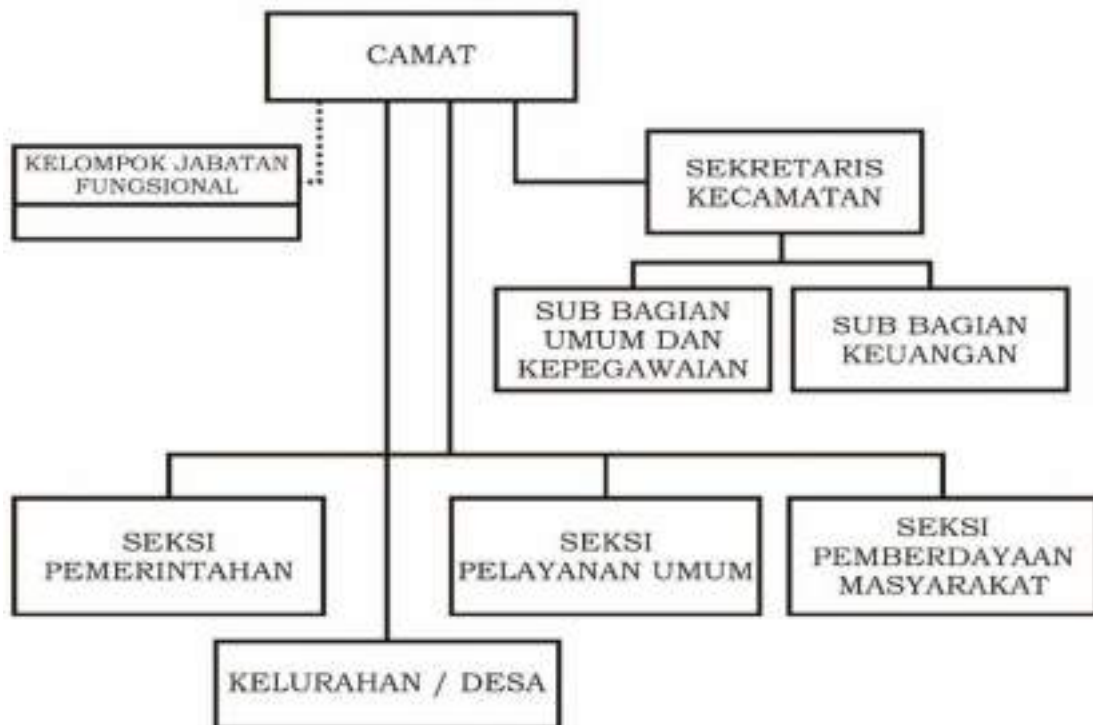 CAMAT
KELOMPOK JABATAN
FUNGSIONAL
SEKRETARIS
KECAMATAN
SUB BAGIAN
UMUM DAN
KEPEGAWAIAN
SUB BAGIAN
KEUANGAN
SEKSI
PEMERINTAHAN
SEKSI
PELAYANAN UMUM
SEKSI
PEMBERDAYAAN
MASYARAKAT
KELURAHAN / DESA